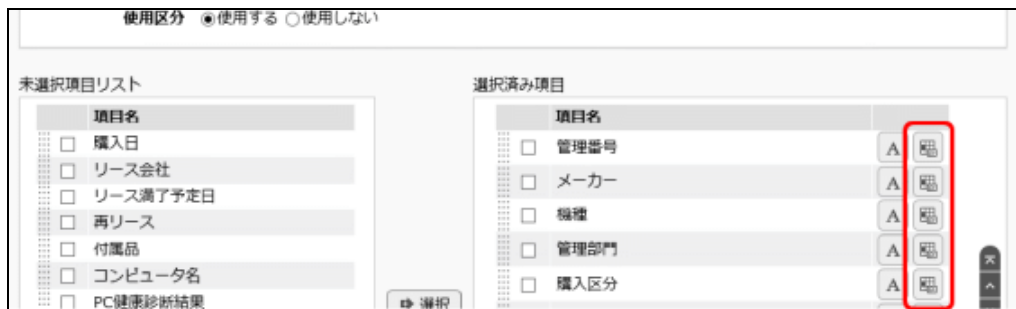 使用区分 使用する 使用しない
未選択項目リスト
項目名
購入日
リース会社
リース満了予定日
再リース
付属品
コンピュータ名
PC健康診断結果
選択
選択済み項目
項目名
管理番号 A
メーカー A
機種 A
管理部門 A
購入区分 A